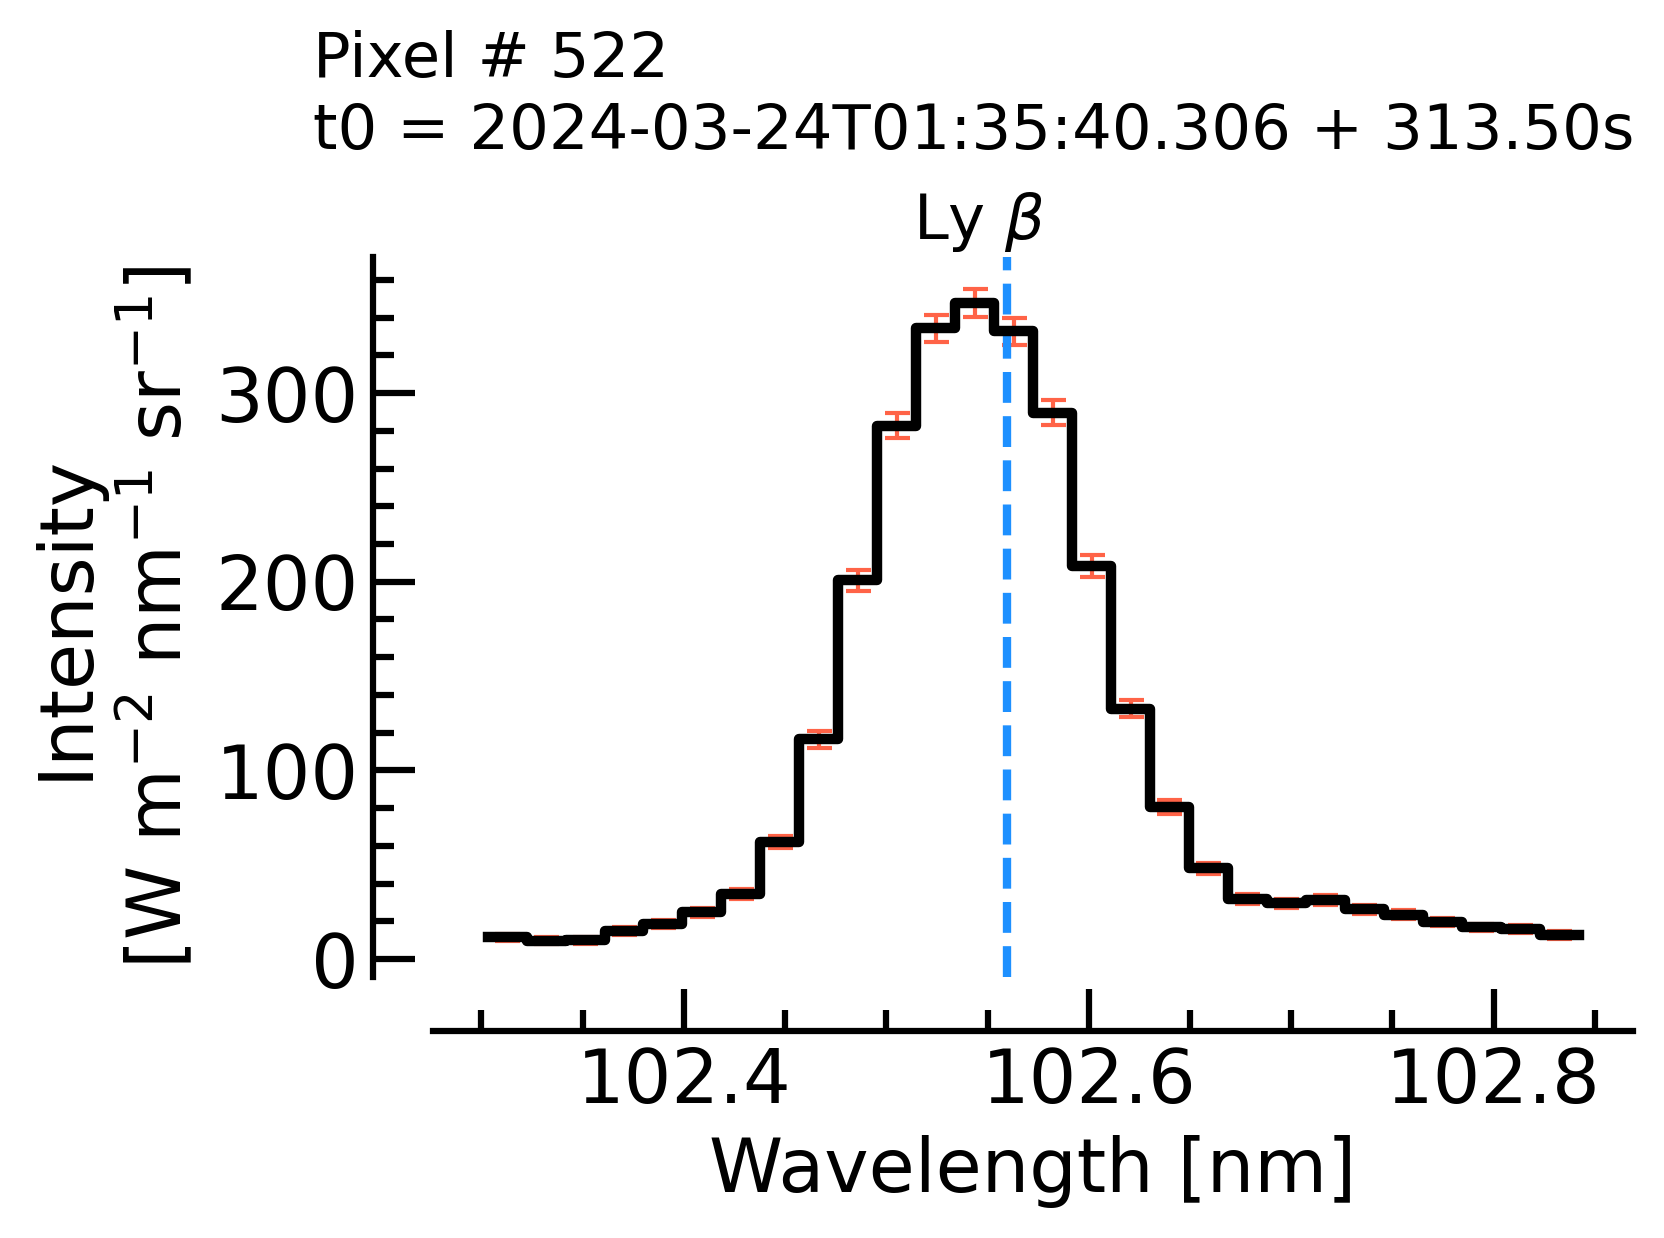 Pixel # 522
t0 = 2024-03-24T01:35:40.306 + 313.50s
Ly β
Intensity
[W m⁻² nm⁻¹ sr⁻¹]
300
200
100
0
102.4 102.6 102.8
Wavelength [nm]